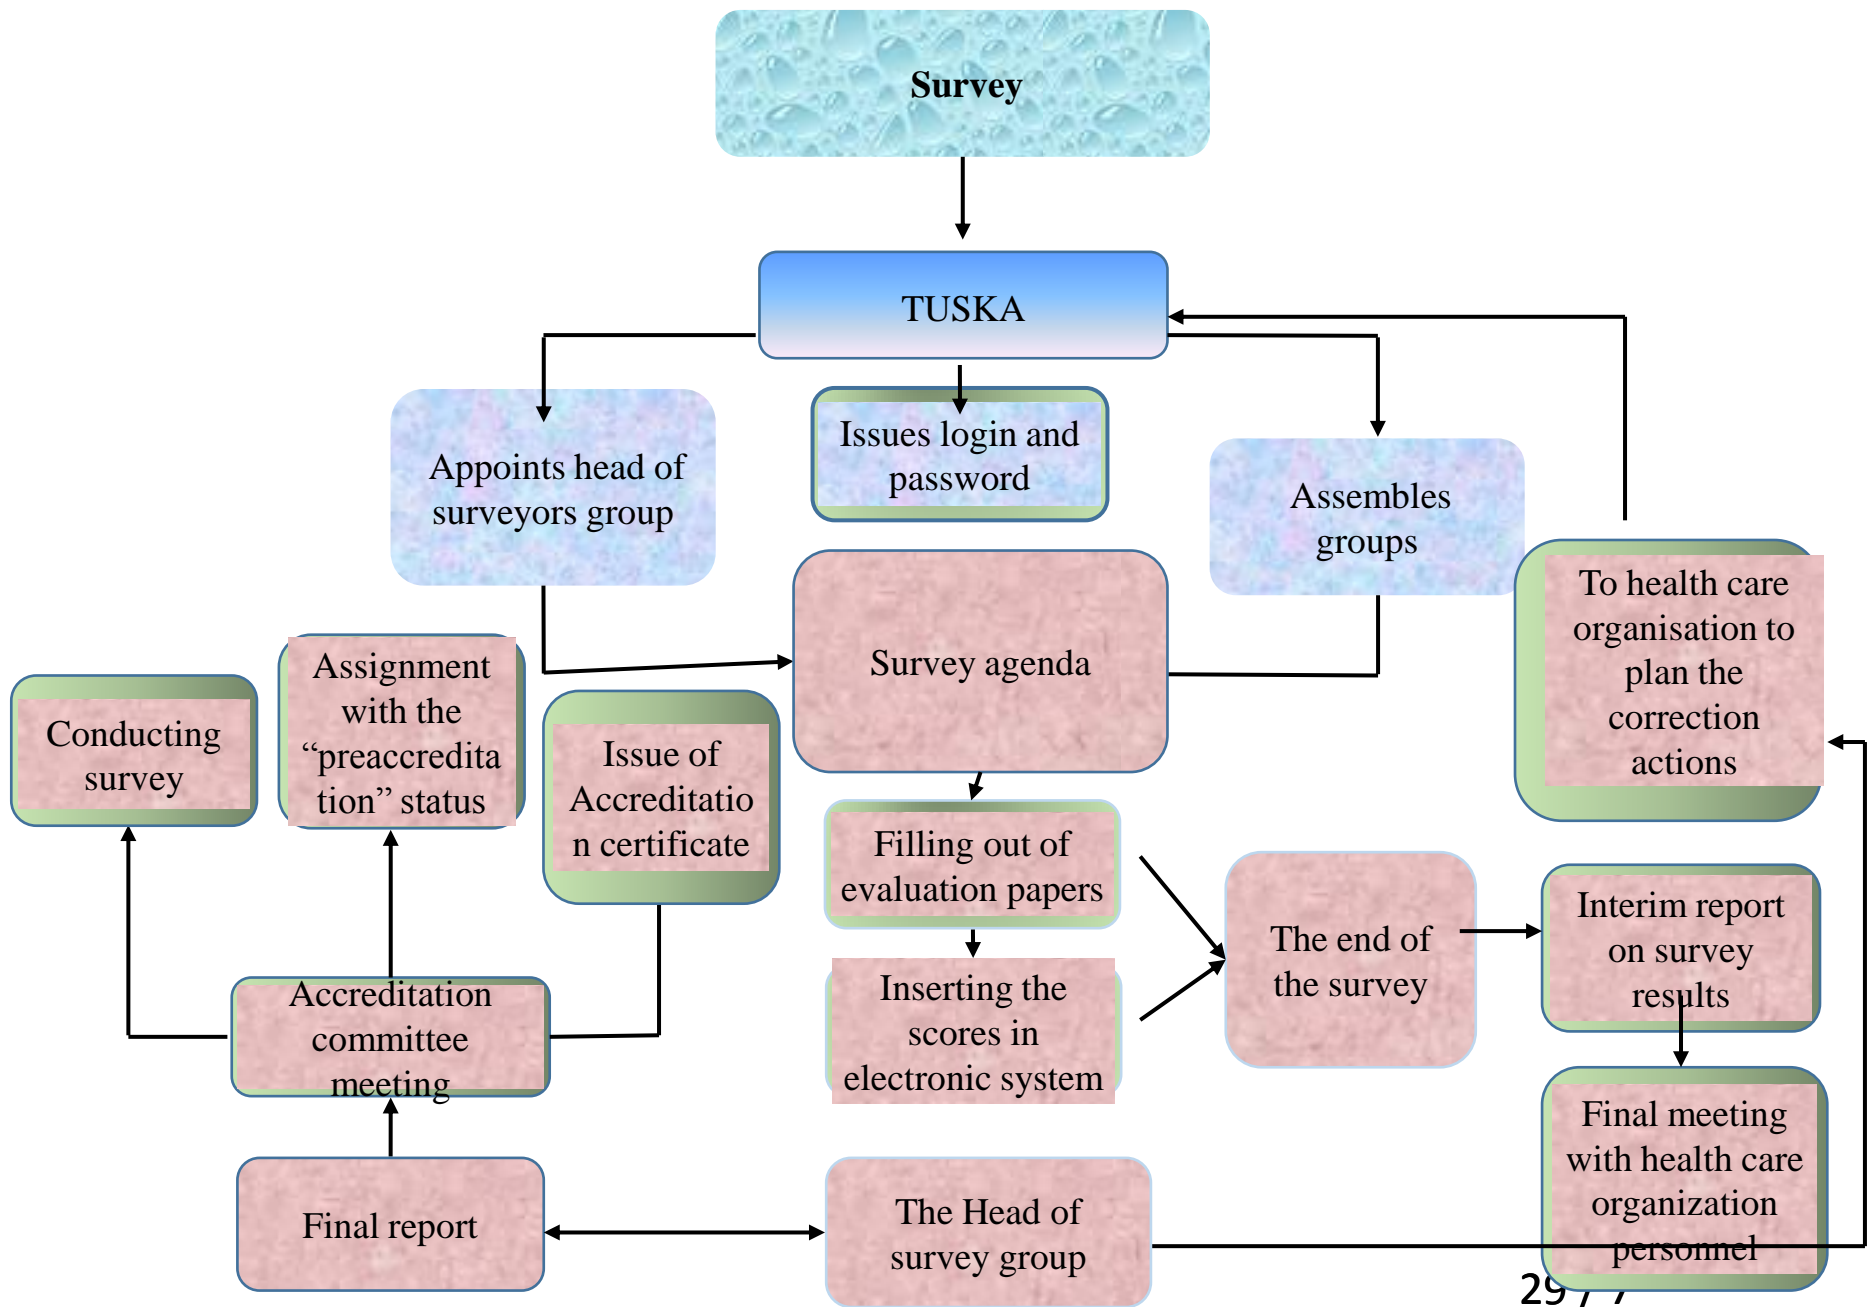 Survey
TUSKA
Appoints head of
surveyors group
Issues login and
password
Assembles
groups
To health care
organisation to
plan the
correction
actions
Survey agenda
Conducting
survey
Assignment
with the
“preaccredita
tion” status
Issue of
Accreditatio
n certificate
Filling out of
evaluation papers
Inserting the
scores in
electronic system
The end of
the survey
Interim report
on survey
results
Accreditation
committee
meeting
Final meeting
with health care
organization
personnel
Final report
The Head of
survey group
29 / 7